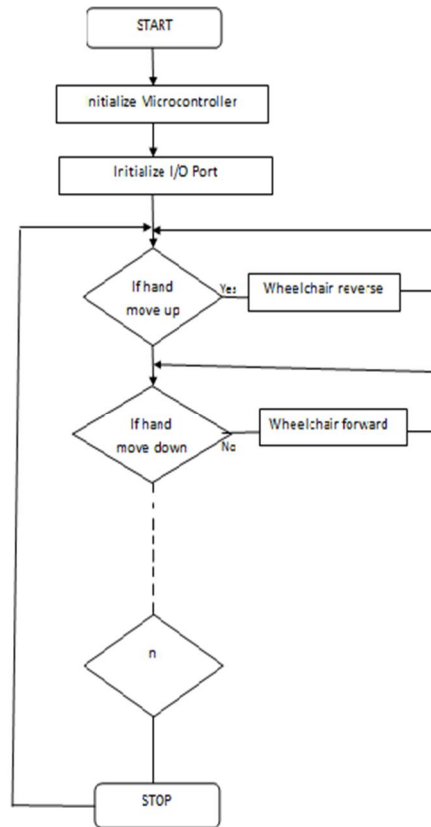 START
nitialize Microcontroller
Initialize I/O Port
If hand
move up
Yes
Wheelchair reverse
If hand
move down
No
Wheelchair forward
n
STOP